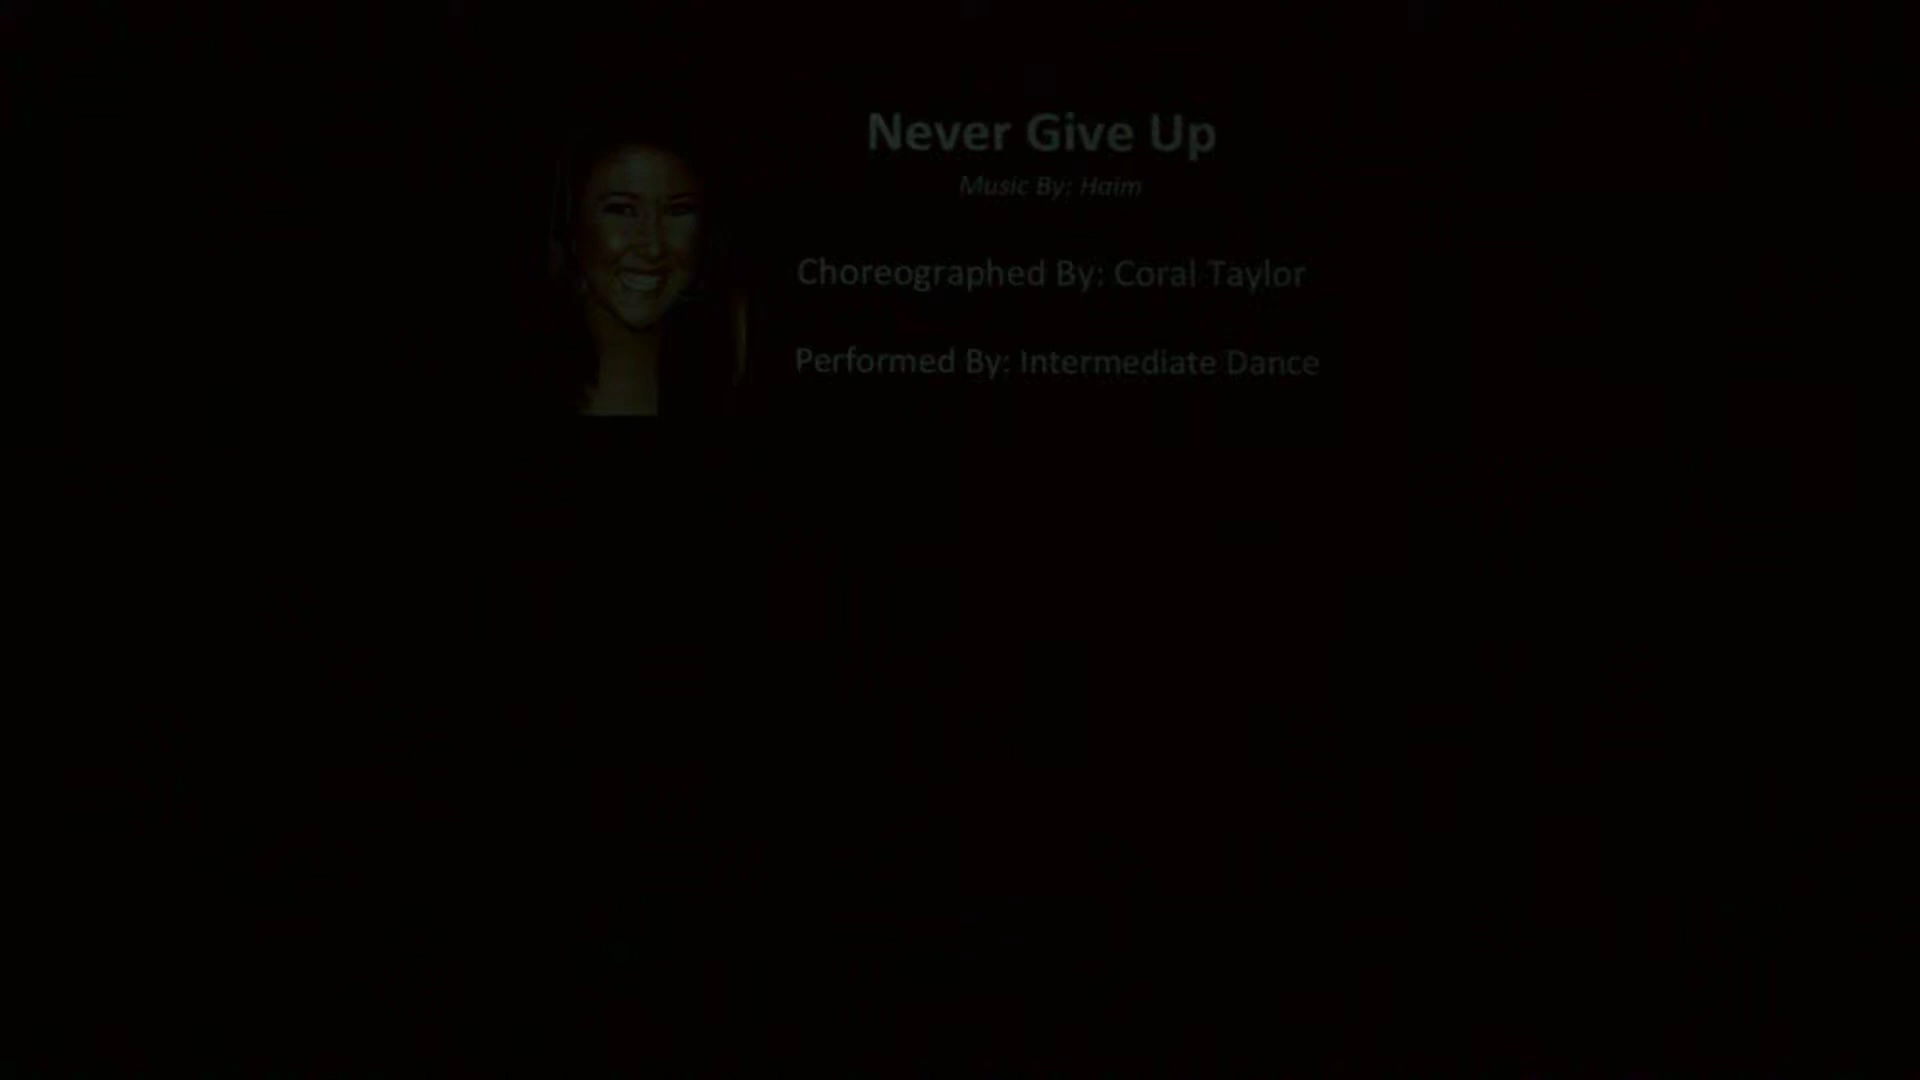 Never Give Up
Music By: Haim
Choreographed By: Coral Taylor
Performed By: Intermediate Dance